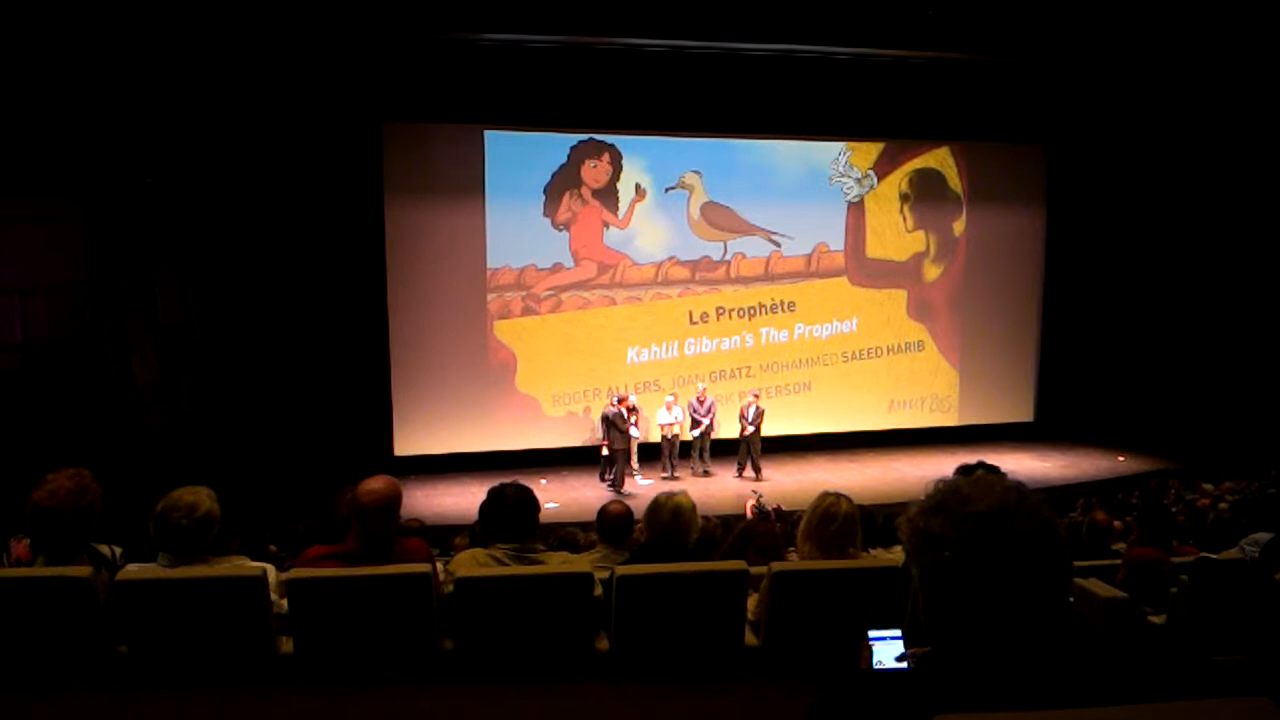 Le Prophète
Kahlil Gibran's The Prophet
ROGER ALLERS, JOAN GRATZ, MOHAMMED SAEED HARIB